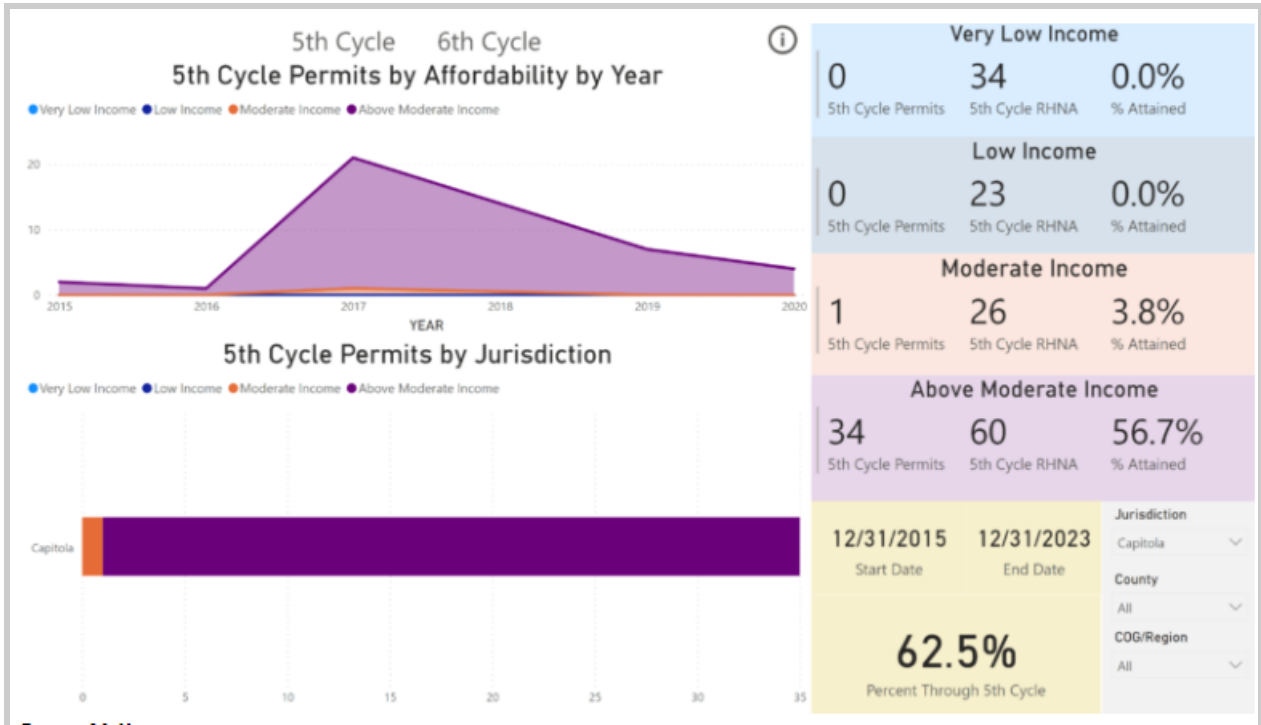 5th Cycle 6th Cycle
5th Cycle Permits by Affordability by Year
Very Low Income Low Income Moderate Income Above Moderate Income
20
10
0
2015 2016 2017 2018 2019 2020
YEAR
5th Cycle Permits by Jurisdiction
Very Low Income Low Income Moderate Income Above Moderate Income
Capitola
0 5 10 15 20 25 30 35
Very Low Income
0 34 0.0%
5th Cycle Permits 5th Cycle RHNA % Attained
Low Income
0 23 0.0%
5th Cycle Permits 5th Cycle RHNA % Attained
Moderate Income
1 26 3.8%
5th Cycle Permits 5th Cycle RHNA % Attained
Above Moderate Income
34 60 56.7%
5th Cycle Permits 5th Cycle RHNA % Attained
12/31/2015 12/31/2023
Start Date End Date
62.5%
Percent Through 5th Cycle
Jurisdiction
Capitola
County
All
COG/Region
All